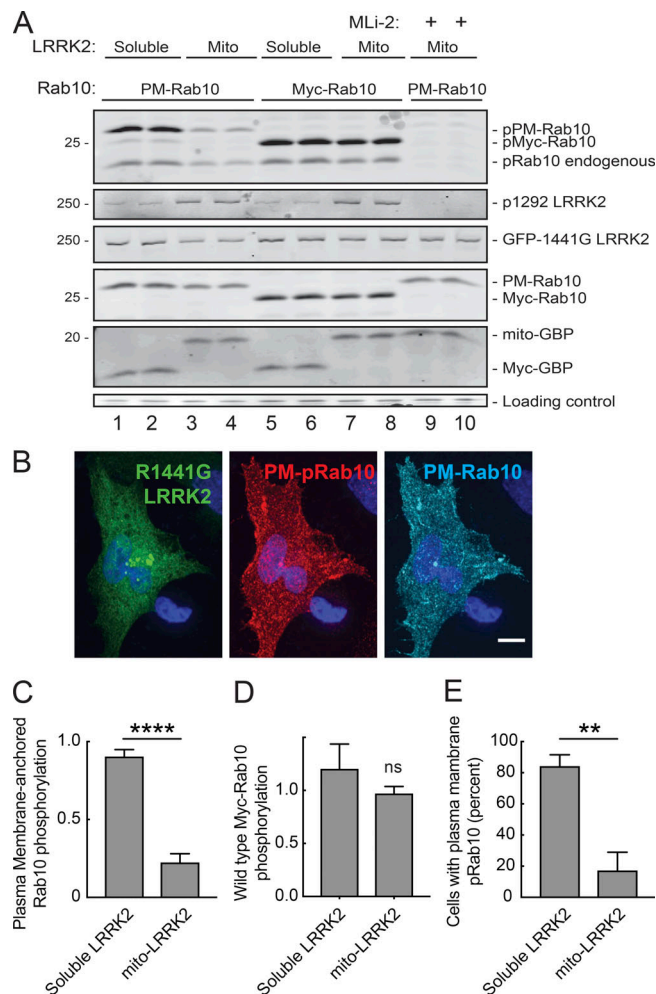 A
MLi-2: + +
LRRK2: Soluble Mito Soluble Mito Mito
Rab10: PM-Rab10 Myc-Rab10 PM-Rab10
25 -
- pPM-Rab10
- pMyc-Rab10
- pRab10 endogenous
250 - - p1292 LRRK2
250 - - GFP-1441G LRRK2
- PM-Rab10
25 - - Myc-Rab10
20 - - mito-GBP
- Myc-GBP
- Loading control
1 2 3 4 5 6 7 8 9 10
B
R1441G
LRRK2
PM-pRab10
PM-Rab10
C
Plasma Membrane-anchored
Rab10 phosphorylation
1.0
0.5
0
****
Soluble LRRK2
mito-LRRK2
D
Wild type Myc-Rab10
phosphorylation
1.0
0.0
ns
Soluble LRRK2
mito-LRRK2
E
Cells with plasma mambrane
pRab10 (percent)
100
80
60
40
20
0
**
Soluble LRRK2
mito-LRRK2